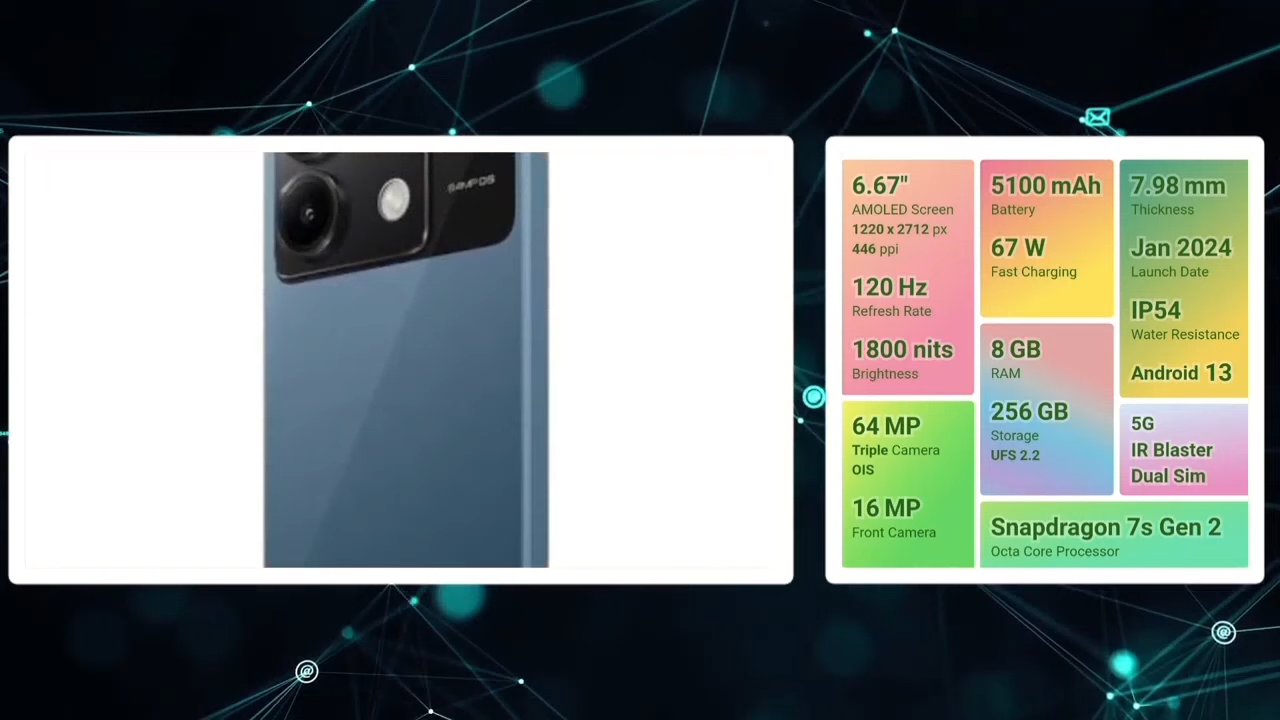 6.67"
AMOLED Screen
1220 x 2712 px
446 ppi
120 Hz
Refresh Rate
1800 nits
Brightness
64 MP
Triple Camera
OIS
16 MP
Front Camera
5100 mAh
Battery
67 W
Fast Charging
8 GB
RAM
256 GB
Storage
UFS 2.2
7.98 mm
Thickness
Jan 2024
Launch Date
IP54
Water Resistance
Android 13
5G
IR Blaster
Dual Sim
Snapdragon 7s Gen 2
Octa Core Processor